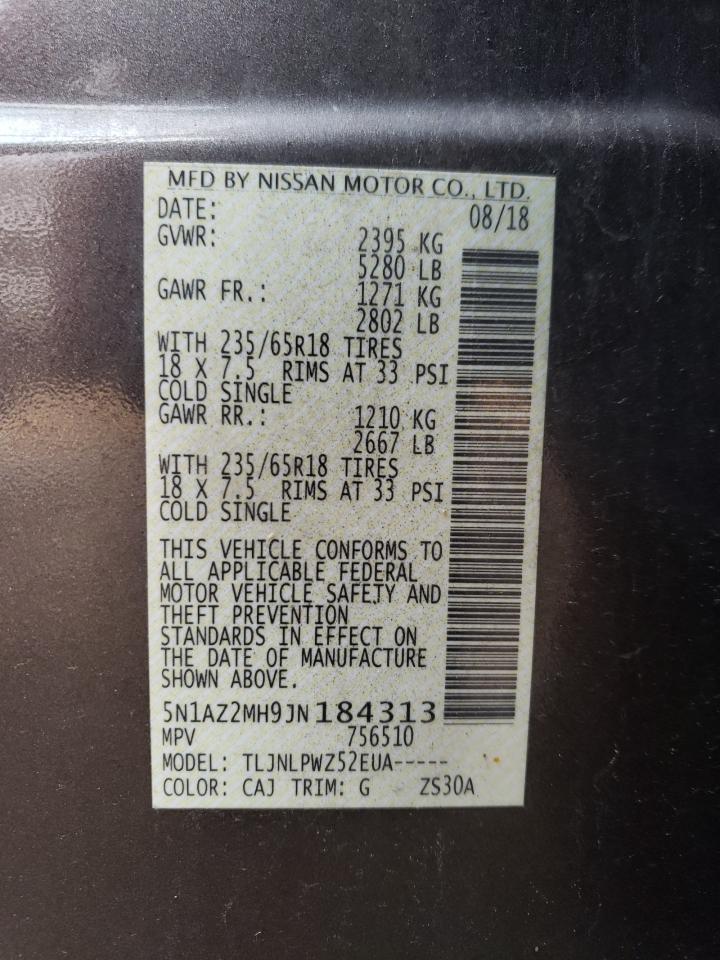 MFD BY NISSAN MOTOR CO., LTD.
DATE: 08/18
GVWR: 2395 KG
5280 LB
GAWR FR.: 1271 KG
2802 LB
WITH 235/65R18 TIRES
18 X 7.5 RIMS AT 33 PSI
COLD SINGLE
GAWR RR.: 1210 KG
2667 LB
WITH 235/65R18 TIRES
18 X 7.5 RIMS AT 33 PSI
COLD SINGLE
THIS VEHICLE CONFORMS TO
ALL APPLICABLE FEDERAL
MOTOR VEHICLE SAFETY AND
THEFT PREVENTION
STANDARDS IN EFFECT ON
THE DATE OF MANUFACTURE
SHOWN ABOVE.
5N1AZ2MH9JN184313
MPV 756510
MODEL: TLJNLPWZ52EUA-----
COLOR: CAJ TRIM: G ZS30A